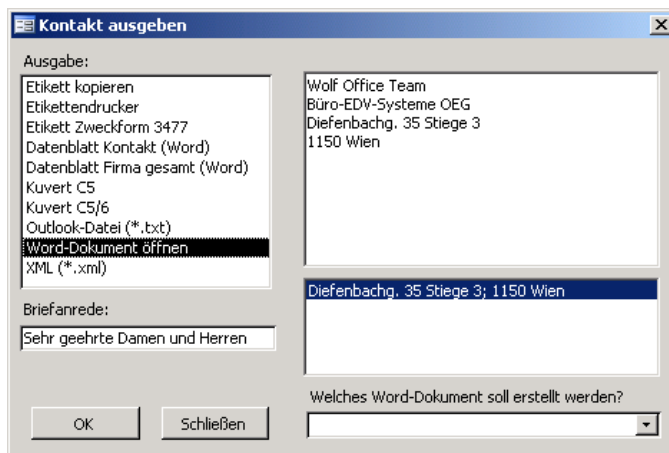 Kontakt ausgeben
Ausgabe:
Etikett kopieren
Etikettendrucker
Etikett Zweckform 3477
Datenblatt Kontakt (Word)
Datenblatt Firma gesamt (Word)
Kuvert C5
Kuvert C5/6
Outlook-Datei (*.txt)
Word-Dokument öffnen
XML (*.xml)
Briefanrede:
Sehr geehrte Damen und Herren
OK
Schließen
Wolf Office Team
Büro-EDV-Systeme OEG
Diefenbachg. 35 Stiege 3
1150 Wien
Diefenbachg. 35 Stiege 3; 1150 Wien
Welches Word-Dokument soll erstellt werden?